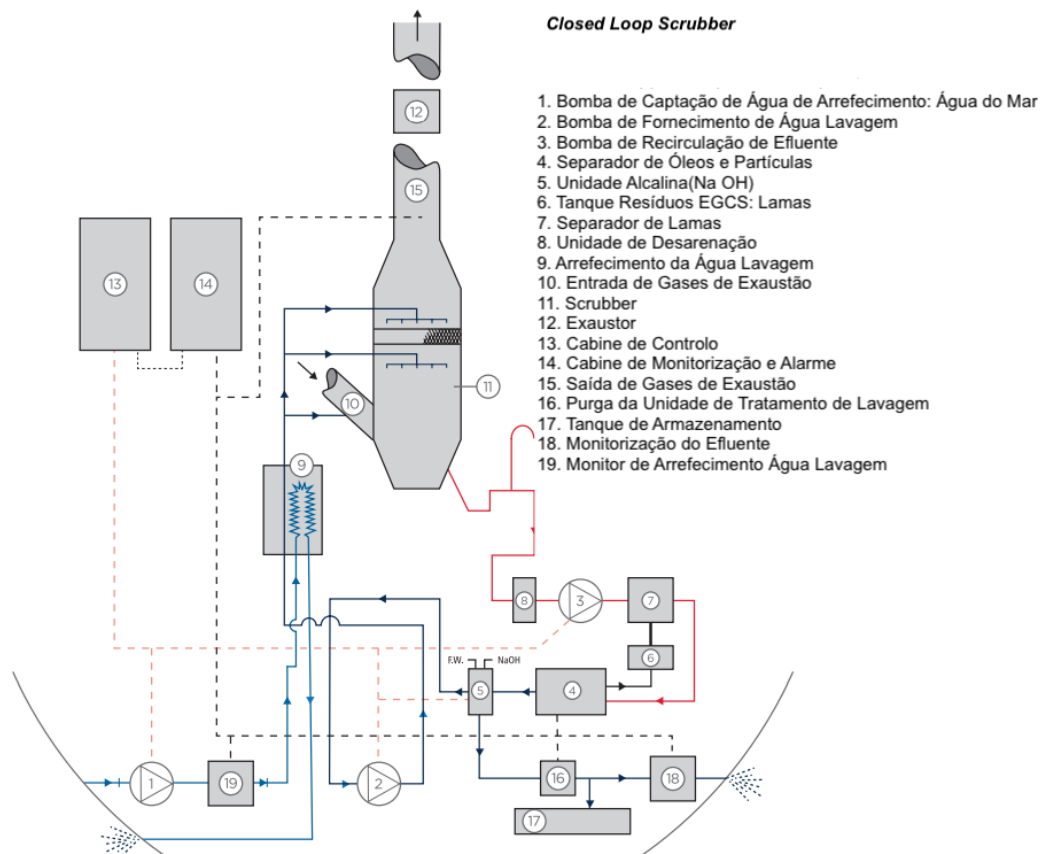 Closed Loop Scrubber
1. Bomba de Captação de Água de Arrefecimento: Água do Mar
2. Bomba de Fornecimento de Água Lavagem
3. Bomba de Recirculação de Efluente
4. Separador de Óleos e Partículas
5. Unidade Alcalina(Na OH)
6. Tanque Resíduos EGCS: Lamas
7. Separador de Lamas
8. Unidade de Desarenação
9. Arrefecimento da Água Lavagem
10. Entrada de Gases de Exaustão
11. Scrubber
12. Exaustor
13. Cabine de Controlo
14. Cabine de Monitorização e Alarme
15. Saída de Gases de Exaustão
16. Purga da Unidade de Tratamento de Lavagem
17. Tanque de Armazenamento
18. Monitorização do Efluente
19. Monitor de Arrefecimento Água Lavagem
12
15
13
14
11
10
9
8
3
7
6
F.W.
NaOH
5
4
1
19
2
16
18
17